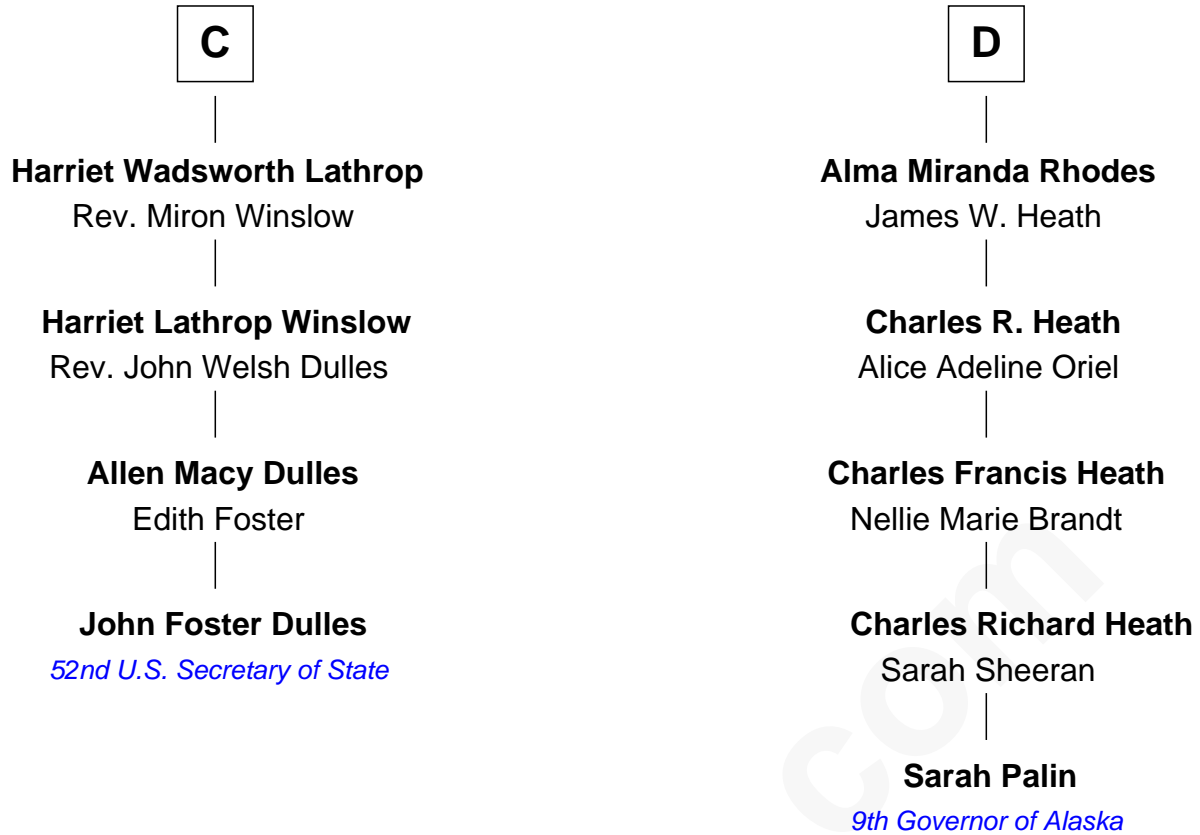 C
Harriet Wadsworth Lathrop
Rev. Miron Winslow
Harriet Lathrop Winslow
Rev. John Welsh Dulles
Allen Macy Dulles
Edith Foster
John Foster Dulles
52nd U.S. Secretary of State
D
Alma Miranda Rhodes
James W. Heath
Charles R. Heath
Alice Adeline Oriel
Charles Francis Heath
Nellie Marie Brandt
Charles Richard Heath
Sarah Sheeran
Sarah Palin
9th Governor of Alaska
com